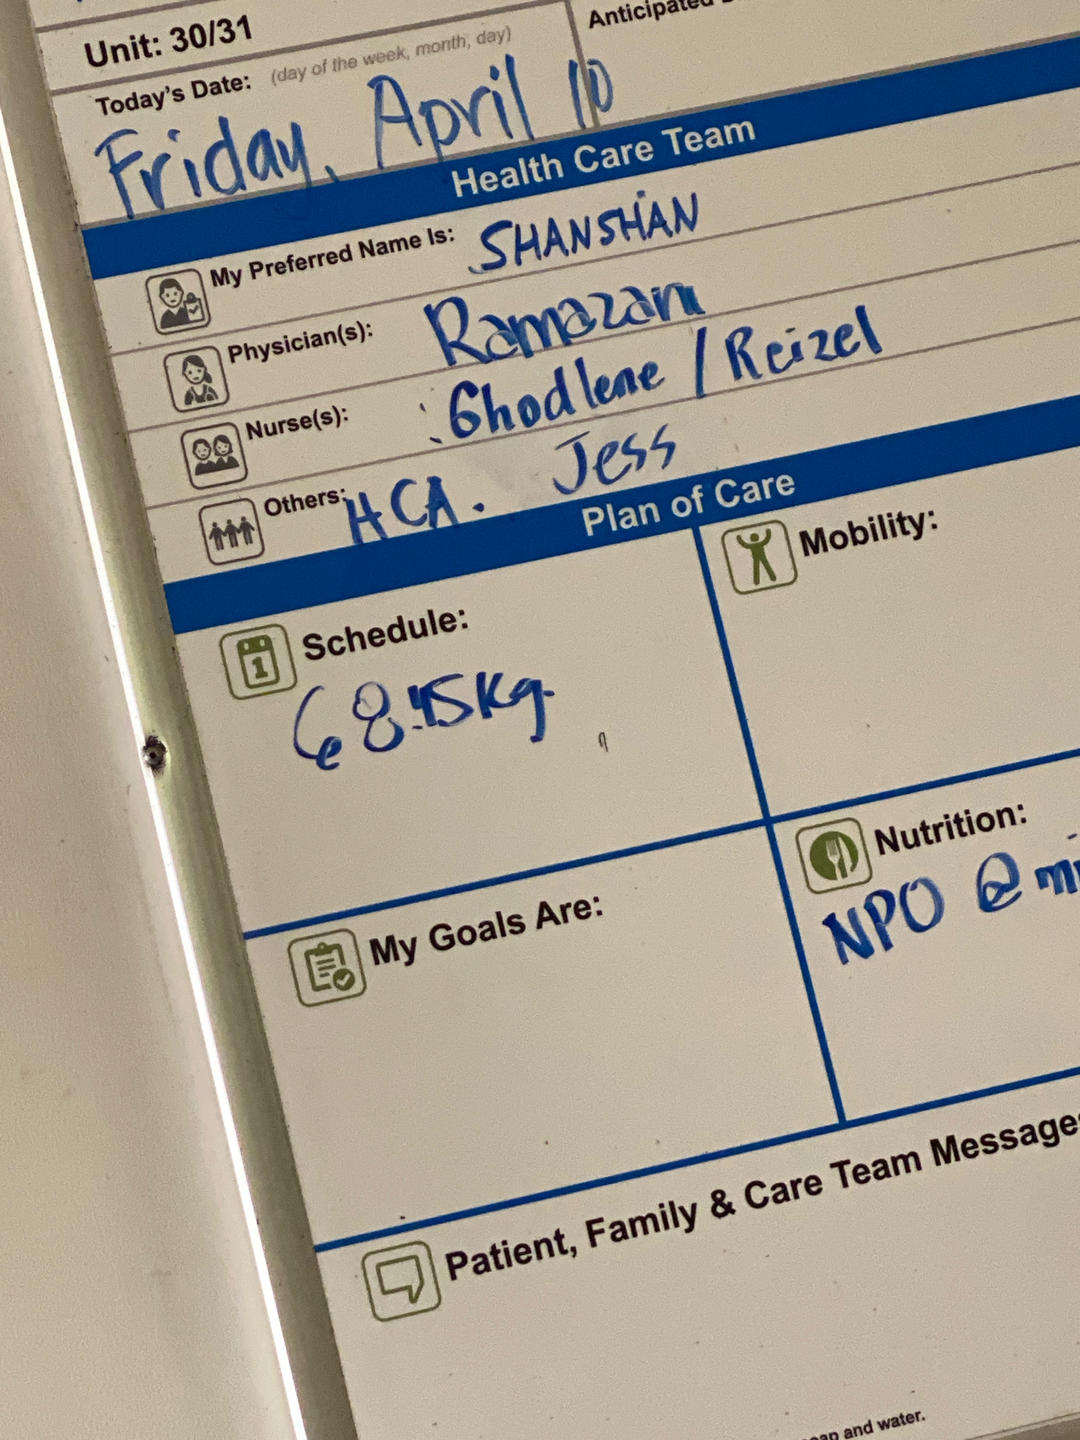 Unit: 30/31
Anticipated
Today's Date: (day of the week, month, day)
Friday, April 10
Health Care Team
My Preferred Name Is: SHANSHAN
Physician(s): Ramazani
Nurse(s): Ghodlene / Reizel
Others: HCA. Jess
Plan of Care
Schedule:
68.45Kg.
Mobility:
My Goals Are:
Nutrition:
NPO @
Patient, Family & Care Team Messages
and water.